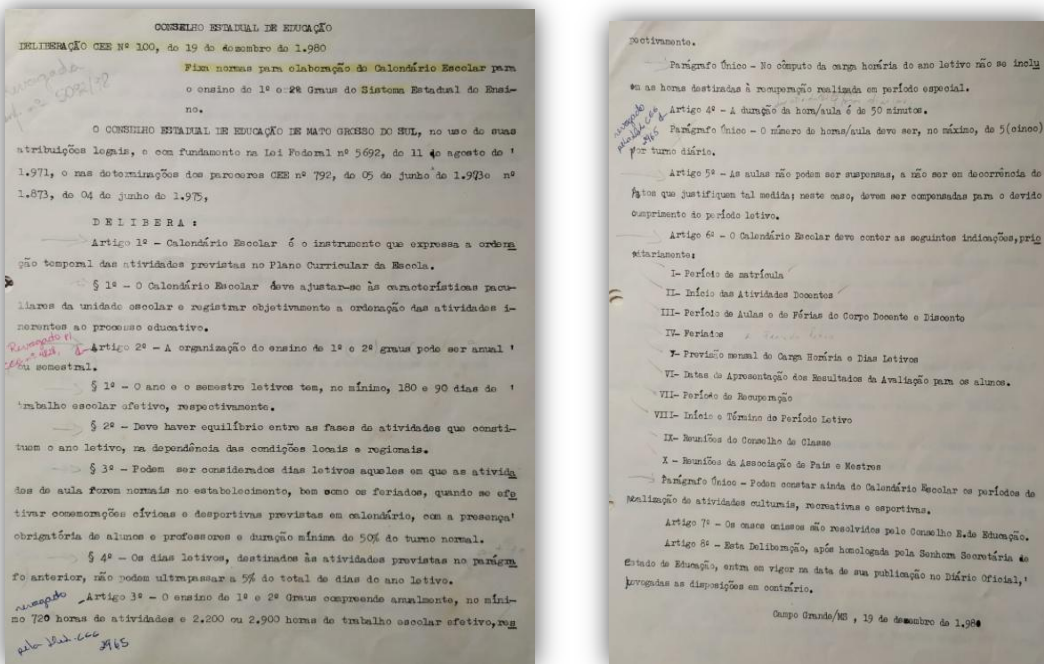 CONSELHO ESTADUAL DE EDUCAÇÃO
DELIBERAÇÃO CEE Nº 100, de 19 de dezembro de 1.980
Fixa normas para elaboração do Calendário Escolar para
o ensino de 1º e 2º Graus do Sistema Estadual de Ensi-
no.
Revogada
5082/98
O CONSELHO ESTADUAL DE EDUCAÇÃO DE MATO GROSSO DO SUL, no uso de suas
atribuições legais, e com fundamento na Lei Federal nº 5692, de 11 de agosto de '
1.971, e nas determinações dos pareceres CEE nº 792, de 05 de junho de 1.973 e nº
1.873, de 04 de junho de 1.975,
D E L I B E R A :
Artigo 1º - Calendário Escolar é o instrumento que expressa a ordena
ção temporal das atividades previstas no Plano Curricular da Escola.
§ 1º - O Calendário Escolar deve ajustar-se às características pecu-
liares da unidade escolar e registrar objetivamente a ordenação das atividades i-
nerentes ao processo educativo.
Revogado p/
Artigo 2º - A organização do ensino de 1º e 2º graus pode ser anual '
ou semestral.
§ 1º - O ano e o semestre letivos tem, no mínimo, 180 e 90 dias de '
trabalho escolar efetivo, respectivamente.
§ 2º - Deve haver equilíbrio entre as fases de atividades que consti-
tuem o ano letivo, na dependência das condições locais e regionais.
§ 3º - Podem ser considerados dias letivos aqueles em que as ativida
des de aula forem normais no estabelecimento, bem como os feriados, quando se efe
tivar comemorações cívicas e desportivas previstas em calendário, com a presença'
obrigatória de alunos e professores e duração mínima de 50% do turno normal.
§ 4º - Os dias letivos, destinados às atividades previstas no parágra
fo anterior, não podem ultrapassar a 5% do total de dias do ano letivo.
revogado
Artigo 3º - O ensino de 1º e 2º Graus compreende anualmente, no míni-
mo 720 horas de atividades e 2.200 ou 2.900 horas de trabalho escolar efetivo, res
pela Delib. CEE
2965
pectivamente.
Parágrafo Único - No cômputo da carga horária do ano letivo não se inclu
em as horas destinadas à recuperação realizada em período especial.
revogado
pela Delib. CEE
2965
Artigo 4º - A duração da hora/aula é de 50 minutos.
Parágrafo Único - O número de horas/aula deve ser, no máximo, de 5(cinco)
por turno diário.
Artigo 5º - As aulas não podem ser suspensas, a não ser em decorrência de
fatos que justifiquem tal medida; neste caso, devem ser compensadas para o devido
cumprimento do período letivo.
Artigo 6º - O Calendário Escolar deve conter as seguintes indicações,prio
ritariamente:
I- Período de matrícula
II- Início das Atividades Docentes
III- Período de Aulas e de Férias do Corpo Docente e Discente
IV- Feriados
V- Previsão mensal de Carga Horária e Dias Letivos
VI- Datas de Apresentação dos Resultados da Avaliação para os alunos.
VII- Período de Recuperação
VIII- Início e Término do Período Letivo
IX- Reuniões do Conselho de Classe
X - Reuniões da Associação de Pais e Mestres
Parágrafo Único - Podem constar ainda do Calendário Escolar os períodos de
realização de atividades culturais, recreativas e esportivas.
Artigo 7º - Os casos omissos são resolvidos pelo Conselho E.de Educação.
Artigo 8º - Esta Deliberação, após homologada pela Senhora Secretária de
Estado de Educação, entra em vigor na data de sua publicação no Diário Oficial,'
revogadas as disposições em contrário.
Campo Grande/MS , 19 de dezembro de 1.980